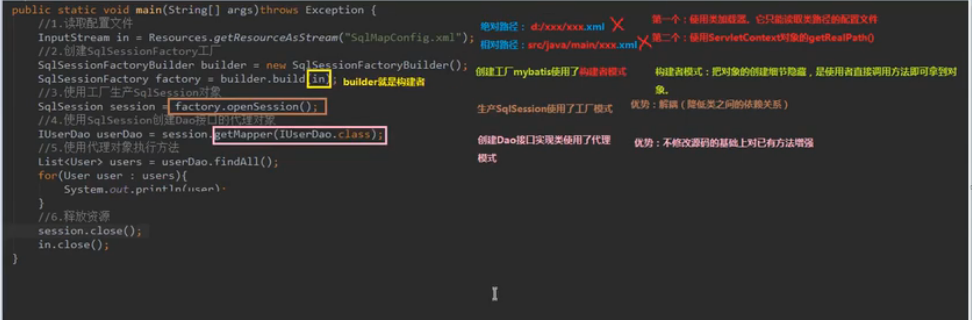 public static void main(String[] args)throws Exception {
//1.读取配置文件
InputStream in = Resources.getResourceAsStream("SqlMapConfig.xml");
//2.创建SqlSessionFactory工厂
SqlSessionFactoryBuilder builder = new SqlSessionFactoryBuilder();
SqlSessionFactory factory = builder.build(in); builder就是构建者
//3.使用工厂生产SqlSession对象
SqlSession session = factory.openSession();
//4.使用SqlSession创建Dao接口的代理对象
IUserDao userDao = session.getMapper(IUserDao.class);
//5.使用代理对象执行方法
List<User> users = userDao.findAll();
for(User user : users){
System.out.println(user);
}
//6.释放资源
session.close();
in.close();
}
绝对路径： d:/xxx/xxx.xml
相对路径：src/java/main/xxx.xml
第一个：使用类加载器。它只能读取类路径的配置文件
第二个：使用ServletContext对象的getRealPath()
创建工厂mybatis使用了构建者模式
构建者模式：把对象的创建细节隐藏，是使用者直接调用方法即可拿到对
象。
生产SqlSession使用了工厂模式
优势：解耦（降低类之间的依赖关系）
创建Dao接口实现类使用了代理
模式
优势：不修改源码的基础上对已有方法增强